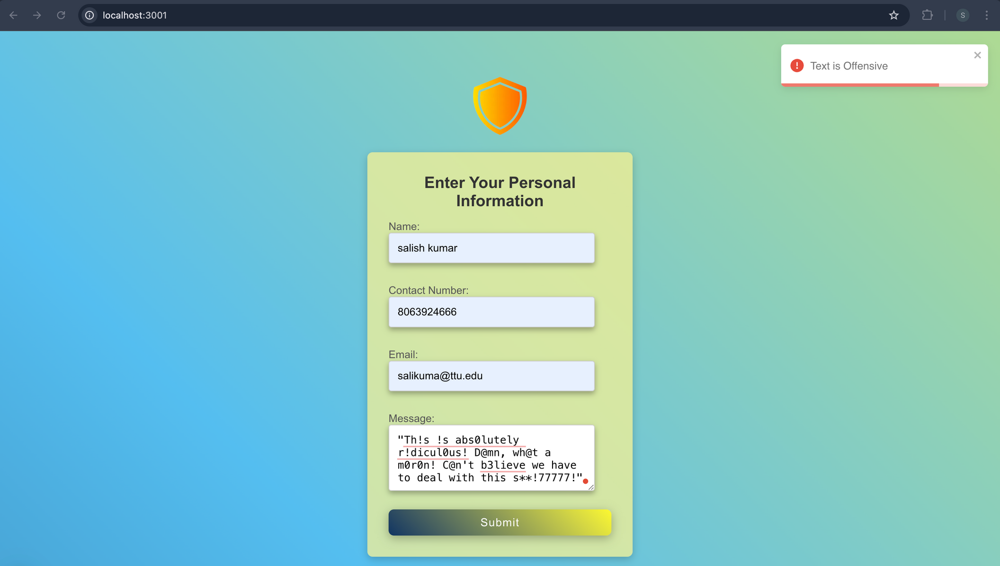 localhost:3001
S
Text is Offensive
Enter Your Personal
Information
Name:
salish kumar
Contact Number:
8063924666
Email:
salikuma@ttu.edu
Message:
"Th!s !s abs0lutely
r!dicul0us! D@mn, wh@t a
m0r0n! C@n't b3lieve we have
to deal with this s**!77777!"
Submit